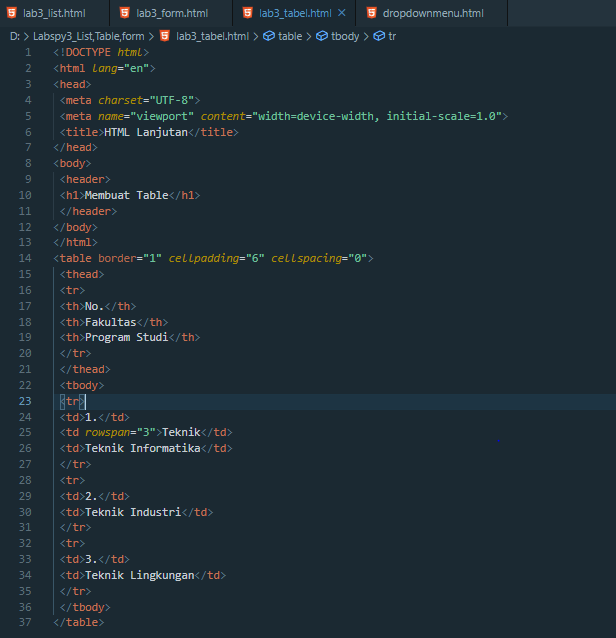 lab3_list.html lab3_form.html lab3_tabel.html dropdownmenu.html
D: > Labspy3_List,Table,form > lab3_tabel.html > table > tbody > tr
1 <!DOCTYPE html>
2 <html lang="en">
3 <head>
4 <meta charset="UTF-8">
5 <meta name="viewport" content="width=device-width, initial-scale=1.0">
6 <title>HTML Lanjutan</title>
7 </head>
8 <body>
9 <header>
10 <h1>Membuat Table</h1>
11 </header>
12 </body>
13 </html>
14 <table border="1" cellpadding="6" cellspacing="0">
15 <thead>
16 <tr>
17 <th>No.</th>
18 <th>Fakultas</th>
19 <th>Program Studi</th>
20 </tr>
21 </thead>
22 <tbody>
23 <tr>
24 <td>1.</td>
25 <td rowspan="3">Teknik</td>
26 <td>Teknik Informatika</td>
27 </tr>
28 <tr>
29 <td>2.</td>
30 <td>Teknik Industri</td>
31 </tr>
32 <tr>
33 <td>3.</td>
34 <td>Teknik Lingkungan</td>
35 </tr>
36 </tbody>
37 </table>